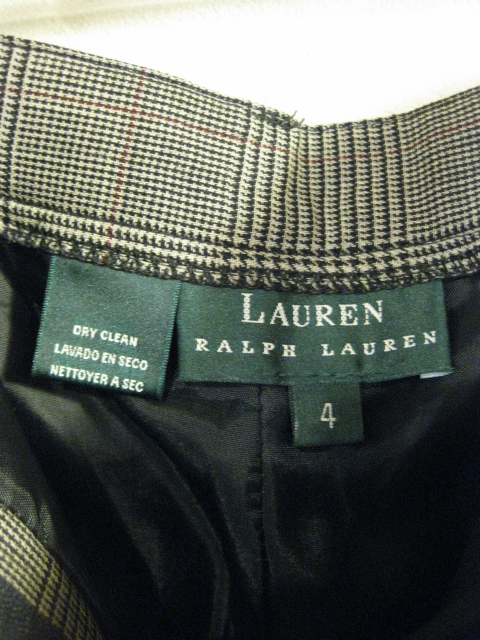 LAUREN
RALPH LAUREN
4
DRY CLEAN
LAVADO EN SECO
NETTOYER A SEC